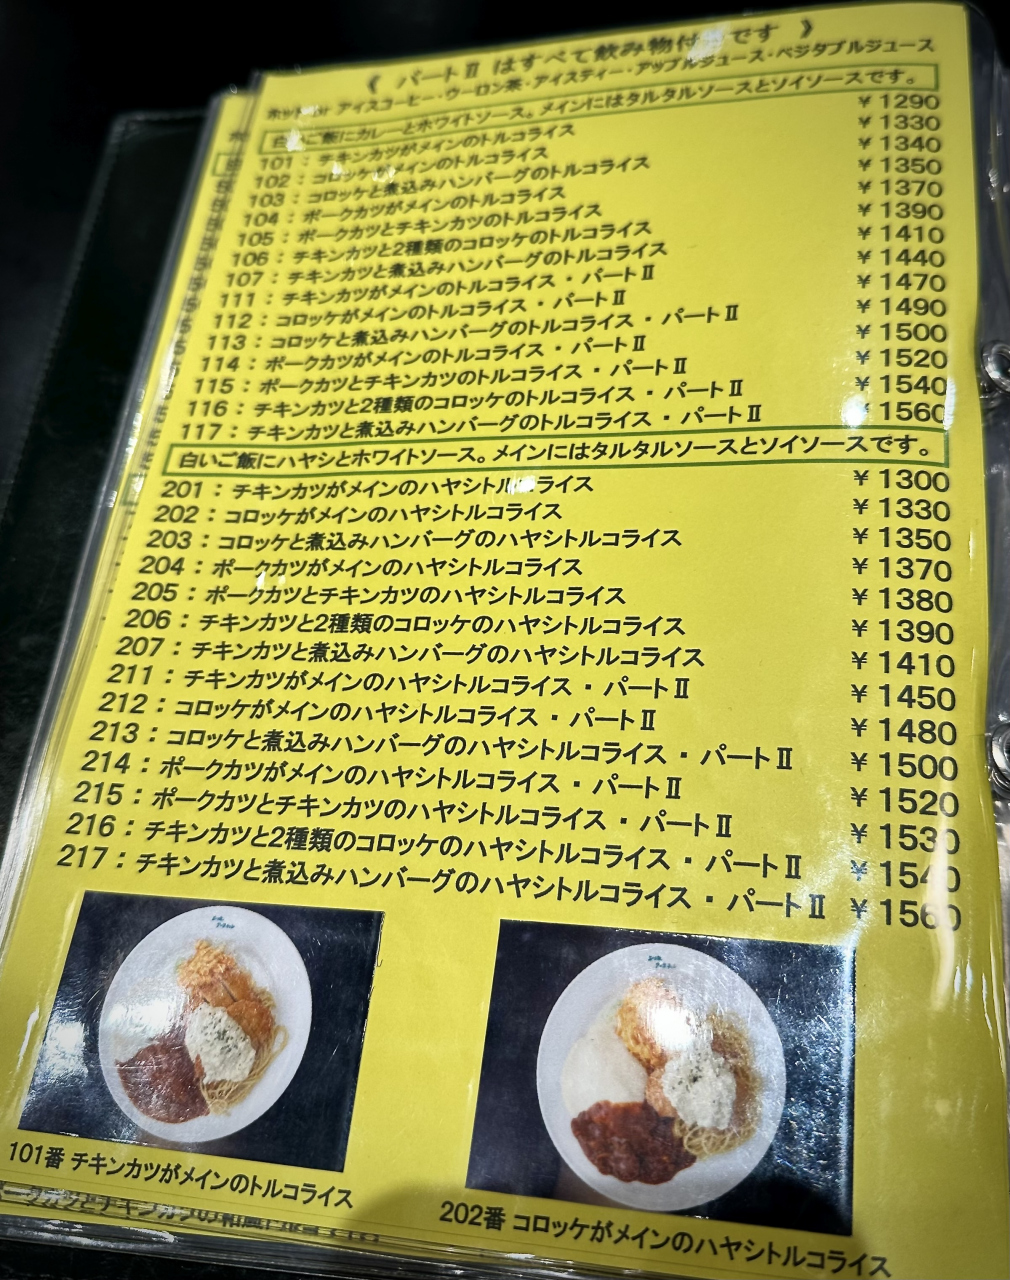 《 パートⅡ はすべて飲み物付きです 》
ホットor アイスコーヒー・ウーロン茶・アイスティー・アップルジュース・ベジタブルジュース
白いご飯にカレーとホワイトソース。メインにはタルタルソースとソイソースです。
101：チキンカツがメインのトルコライス ￥1290
102：コロッケがメインのトルコライス ￥1330
103：コロッケと煮込みハンバーグのトルコライス ￥1340
104：ポークカツがメインのトルコライス ￥1350
105：ポークカツとチキンカツのトルコライス ￥1370
106：チキンカツと2種類のコロッケのトルコライス ￥1390
107：チキンカツと煮込みハンバーグのトルコライス ￥1410
111：チキンカツがメインのトルコライス・パートⅡ ￥1440
112：コロッケがメインのトルコライス・パートⅡ ￥1470
113：コロッケと煮込みハンバーグのトルコライス・パートⅡ ￥1490
114：ポークカツがメインのトルコライス・パートⅡ ￥1500
115：ポークカツとチキンカツのトルコライス・パートⅡ ￥1520
116：チキンカツと2種類のコロッケのトルコライス・パートⅡ ￥1540
117：チキンカツと煮込みハンバーグのトルコライス・パートⅡ ￥1560
白いご飯にハヤシとホワイトソース。メインにはタルタルソースとソイソースです。
201：チキンカツがメインのハヤシトルコライス ￥1300
202：コロッケがメインのハヤシトルコライス ￥1330
203：コロッケと煮込みハンバーグのハヤシトルコライス ￥1350
204：ポークカツがメインのハヤシトルコライス ￥1370
205：ポークカツとチキンカツのハヤシトルコライス ￥1380
206：チキンカツと2種類のコロッケのハヤシトルコライス ￥1390
207：チキンカツと煮込みハンバーグのハヤシトルコライス ￥1410
211：チキンカツがメインのハヤシトルコライス・パートⅡ ￥1450
212：コロッケがメインのハヤシトルコライス・パートⅡ ￥1480
213：コロッケと煮込みハンバーグのハヤシトルコライス・パートⅡ ￥1500
214：ポークカツがメインのハヤシトルコライス・パートⅡ ￥1520
215：ポークカツとチキンカツのハヤシトルコライス・パートⅡ ￥1530
216：チキンカツと2種類のコロッケのハヤシトルコライス・パートⅡ ￥1540
217：チキンカツと煮込みハンバーグのハヤシトルコライス・パートⅡ ￥1560
101番 チキンカツがメインのトルコライス
202番 コロッケがメインのハヤシトルコライス